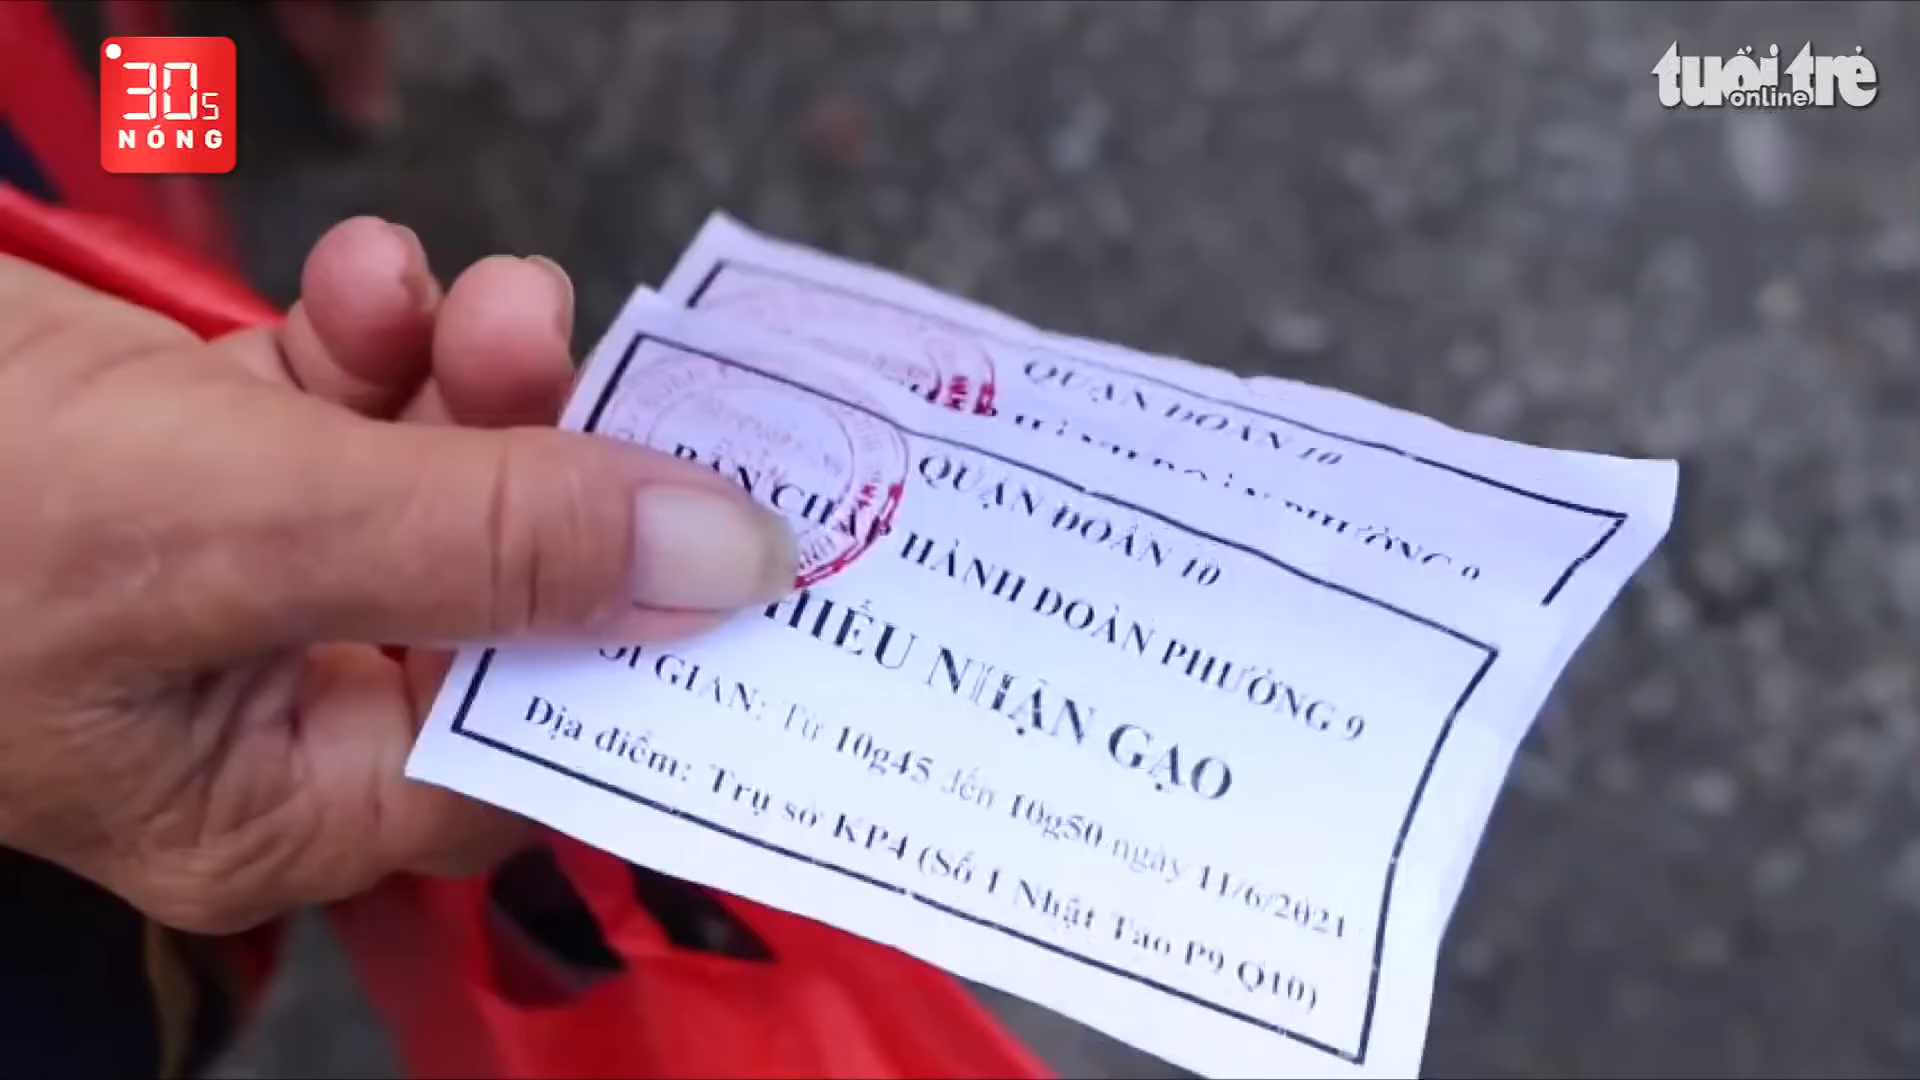 30s
NÓNG
tuổi trẻ
online
QUẬN ĐOÀN 10
QUẬN ĐOÀN 10
BAN CHẤP HÀNH ĐOÀN PHƯỜNG 9
HIẾU NHẬN GẠO
GIAN: Từ 10g45 đến 10g50 ngày 11/6/2021
Địa điểm: Trụ sở KP4 (Số 1 Nhật Tảo P9 Q10)